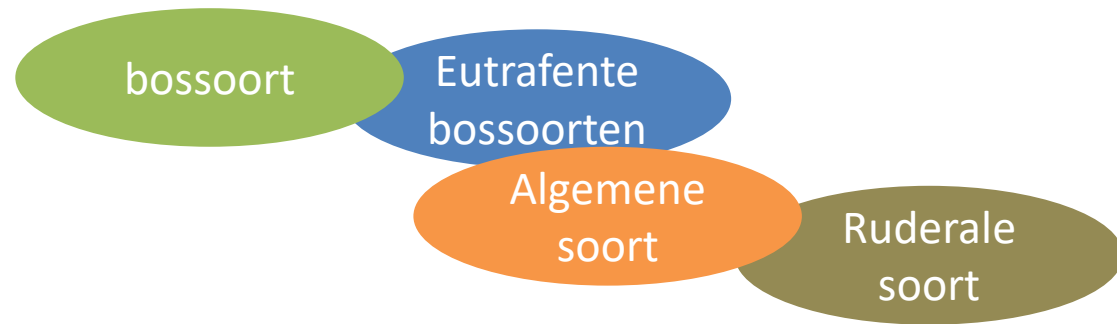 bossoort
Eutrafente
bossoorten
Algemene
soort
Ruderale
soort